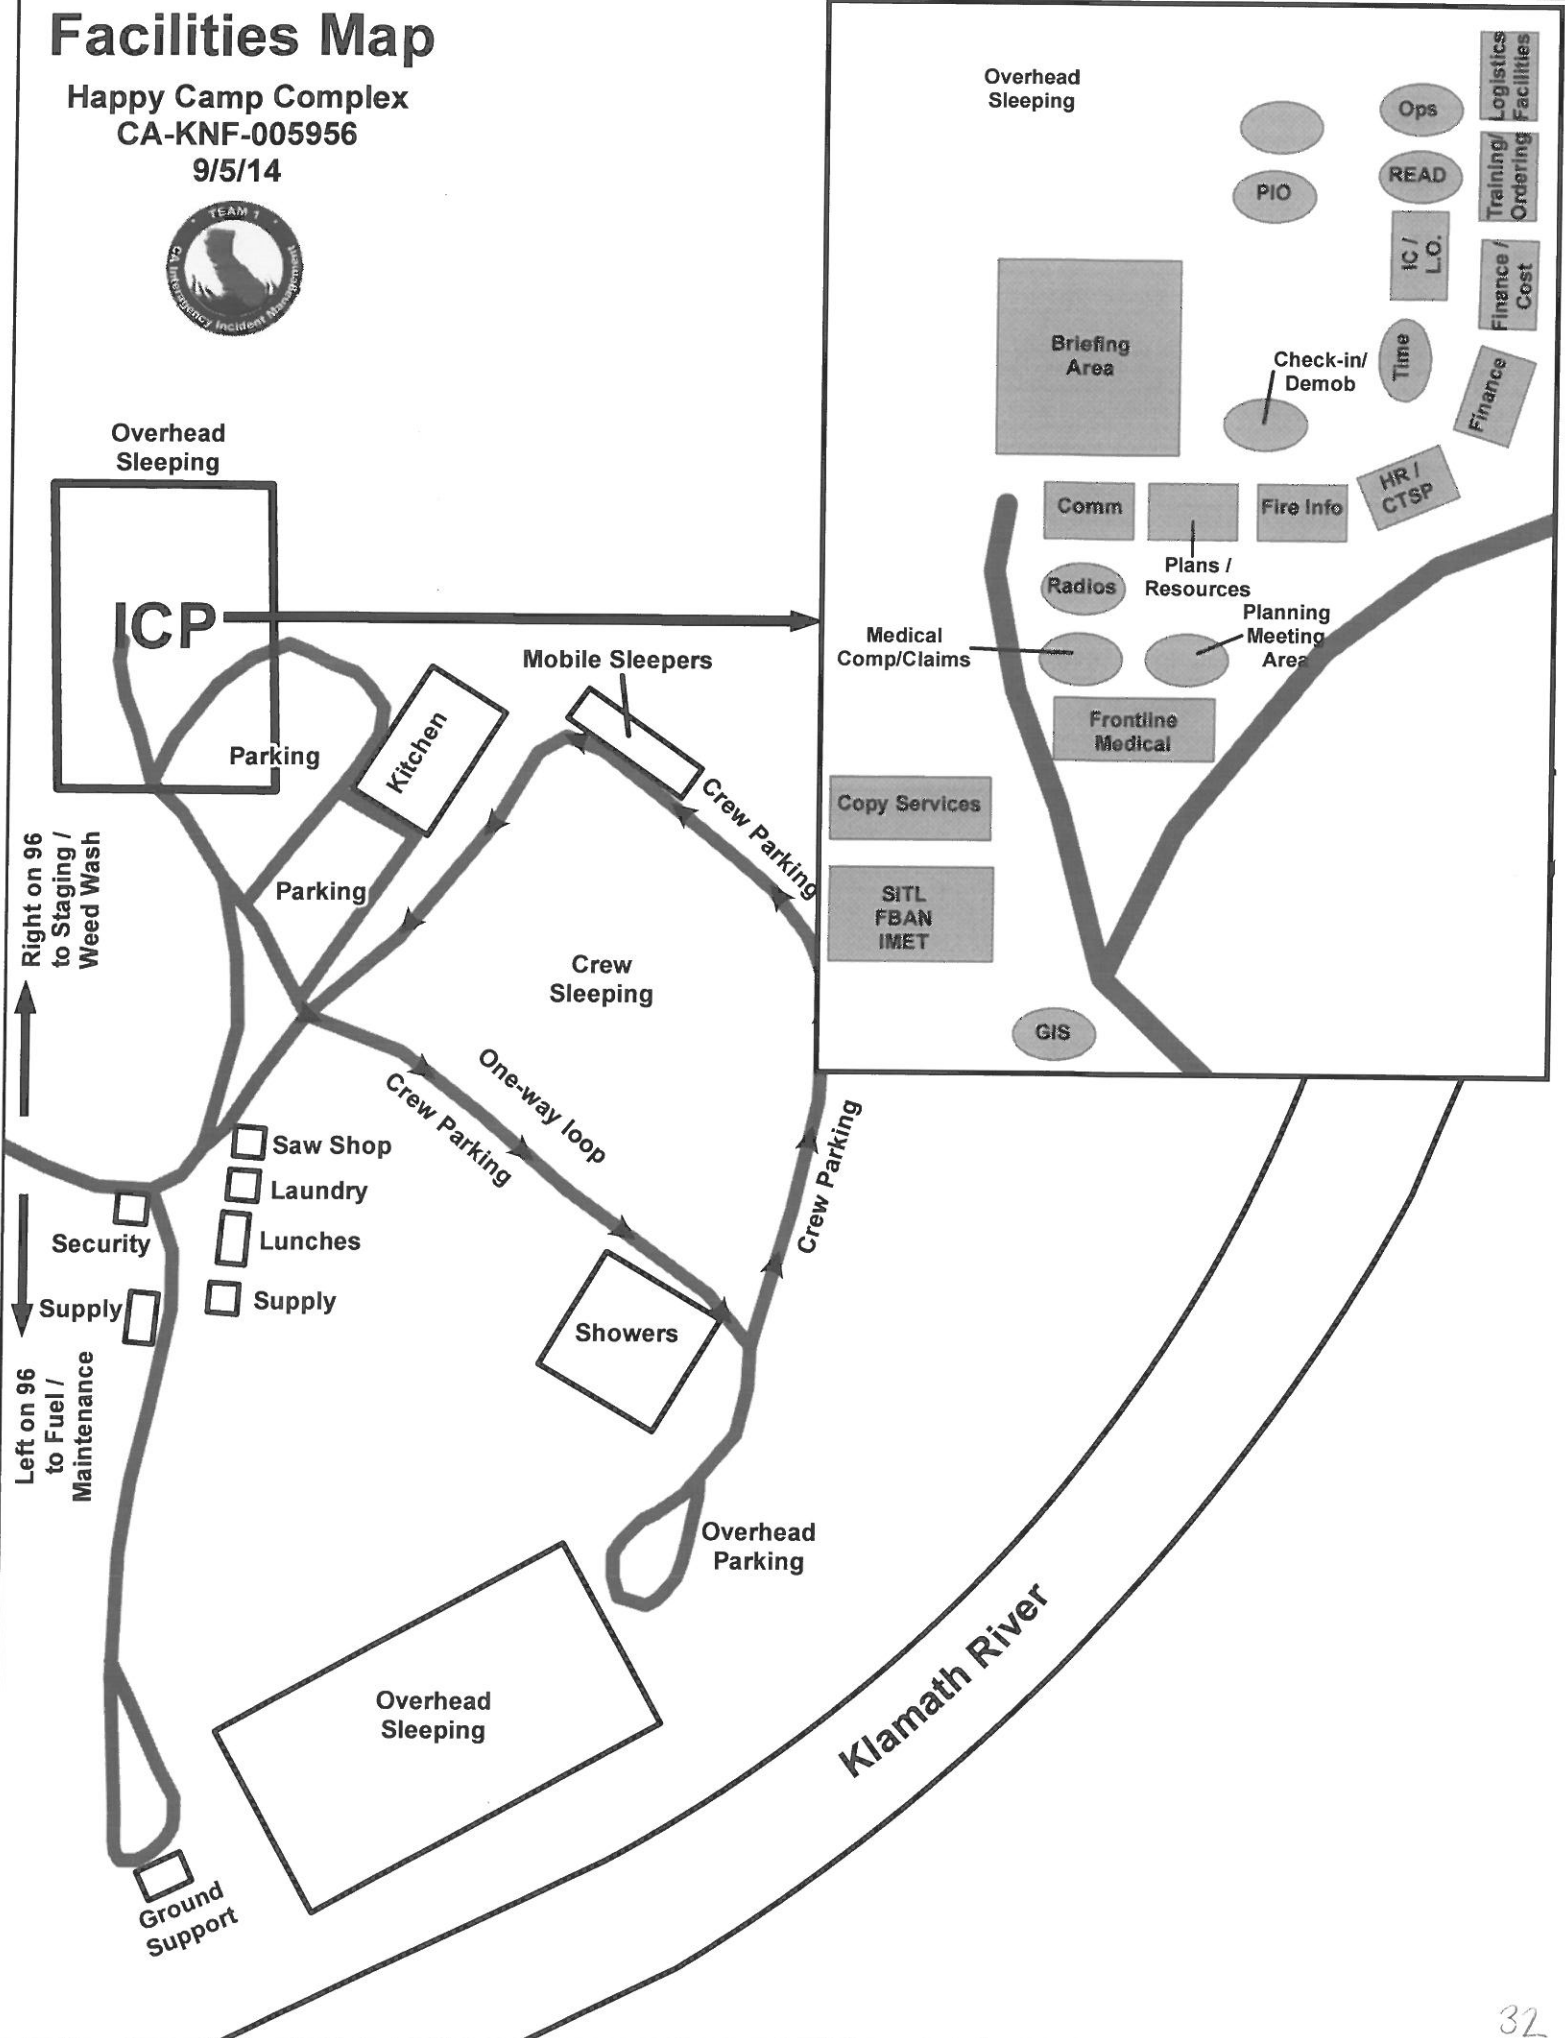 Facilities Map
Happy Camp Complex
CA-KNF-005956
9/5/14
TEAM 1
CA Interagency Incident Management
Overhead
Sleeping
ICP
Parking
Kitchen
Mobile Sleepers
Crew Parking
Parking
Right on 96
to Staging /
Weed Wash
Crew
Sleeping
One-way loop
Crew Parking
Crew Parking
Saw Shop
Laundry
Lunches
Supply
Security
Supply
Left on 96
to Fuel /
Maintenance
Showers
Overhead
Parking
Overhead
Sleeping
Ground
Support
Klamath River
Overhead
Sleeping
Ops
Logistics
Facilities
PIO
READ
Training/
Ordering
IC /
L.O.
Finance /
Cost
Briefing
Area
Check-in/
Demob
Time
Finance
HR /
CTSP
Comm
Fire Info
Plans /
Resources
Radios
Planning
Meeting
Area
Medical
Comp/Claims
Frontline
Medical
Copy Services
SITL
FBAN
IMET
GIS
32